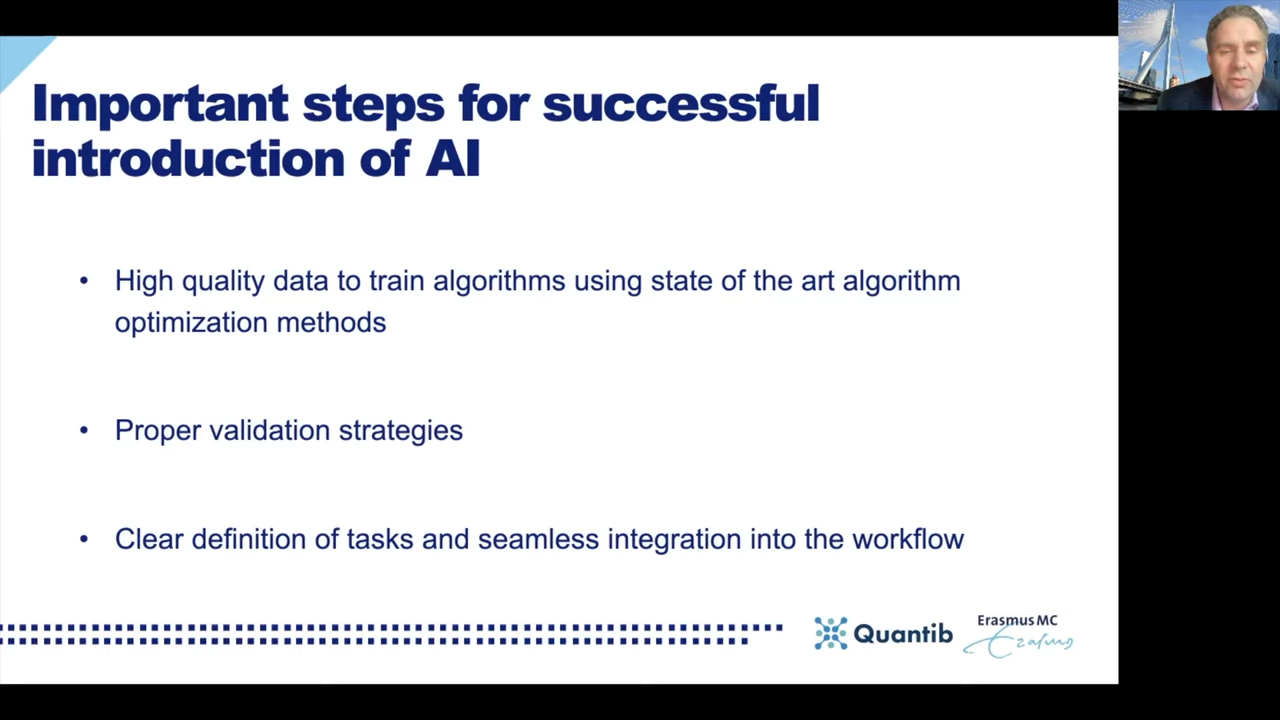 Important steps for successful
introduction of AI
• High quality data to train algorithms using state of the art algorithm
optimization methods
• Proper validation strategies
• Clear definition of tasks and seamless integration into the workflow
Quantib
Erasmus MC
Erasmus